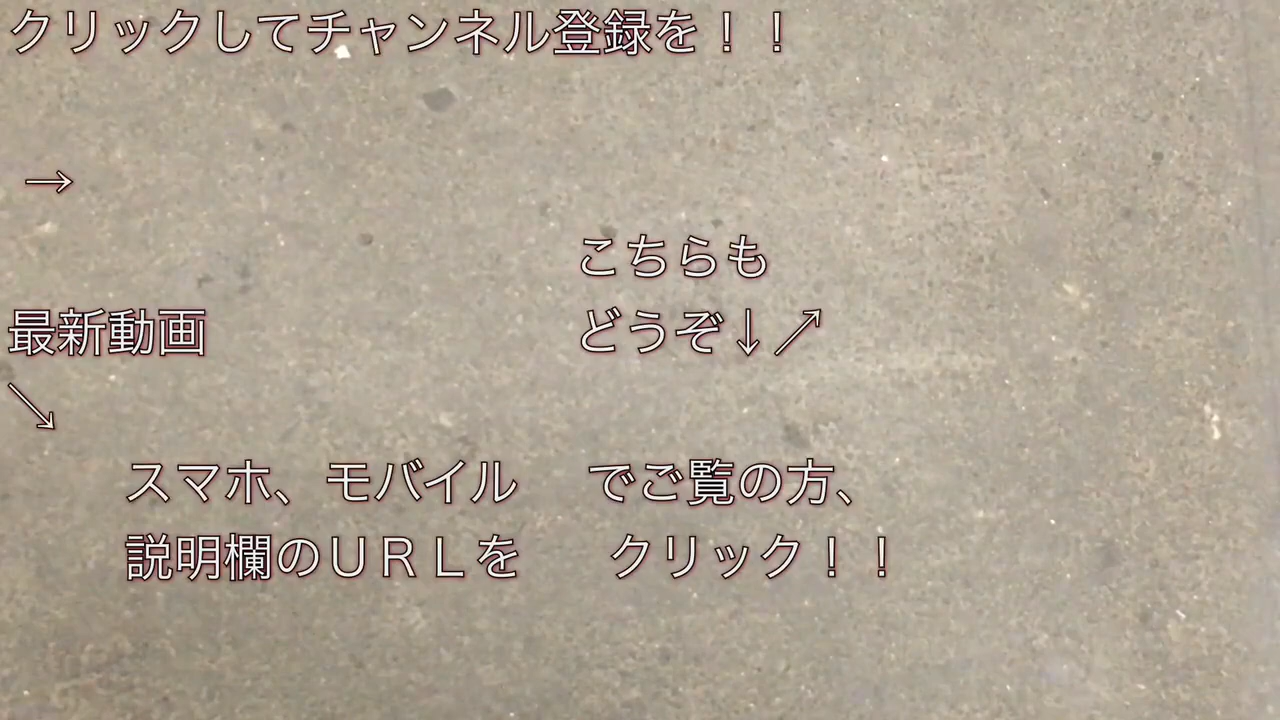 クリックしてチャンネル登録を！！
→
こちらも
どうぞ↓↗
最新動画
↘
スマホ、モバイル　でご覧の方、
説明欄のＵＲＬを　クリック！！